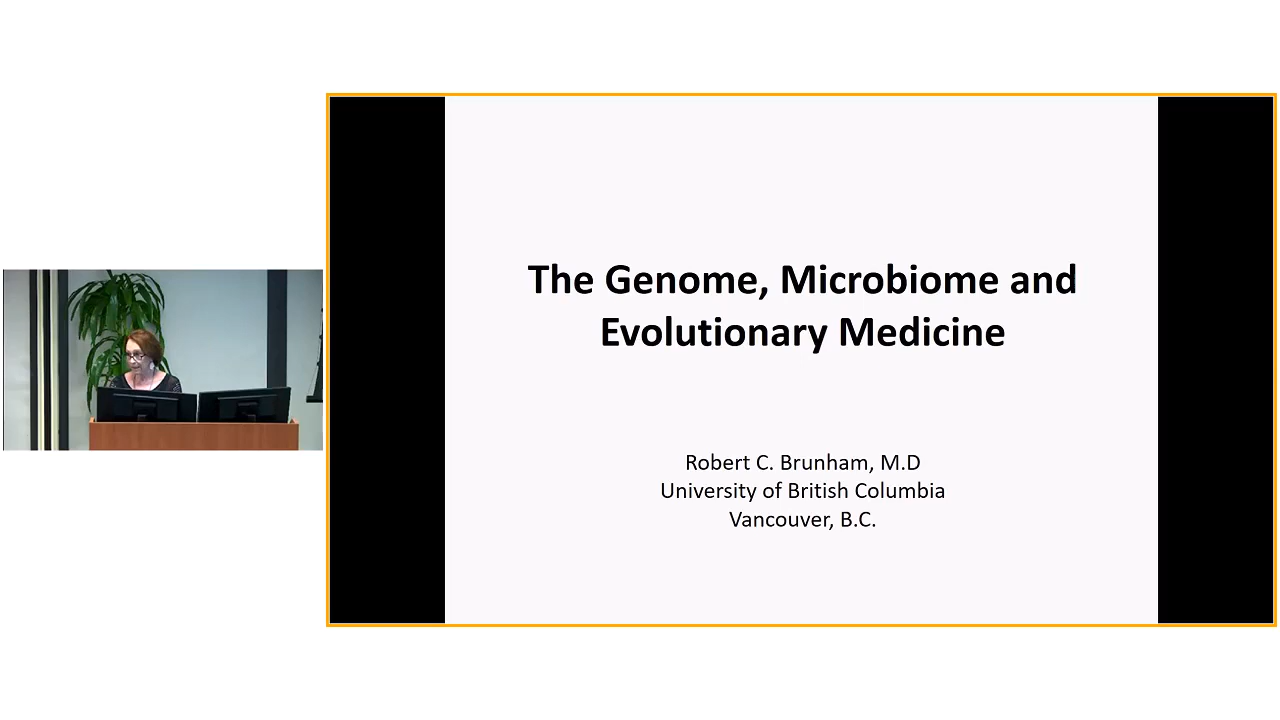 The Genome, Microbiome and
Evolutionary Medicine
Robert C. Brunham, M.D
University of British Columbia
Vancouver, B.C.